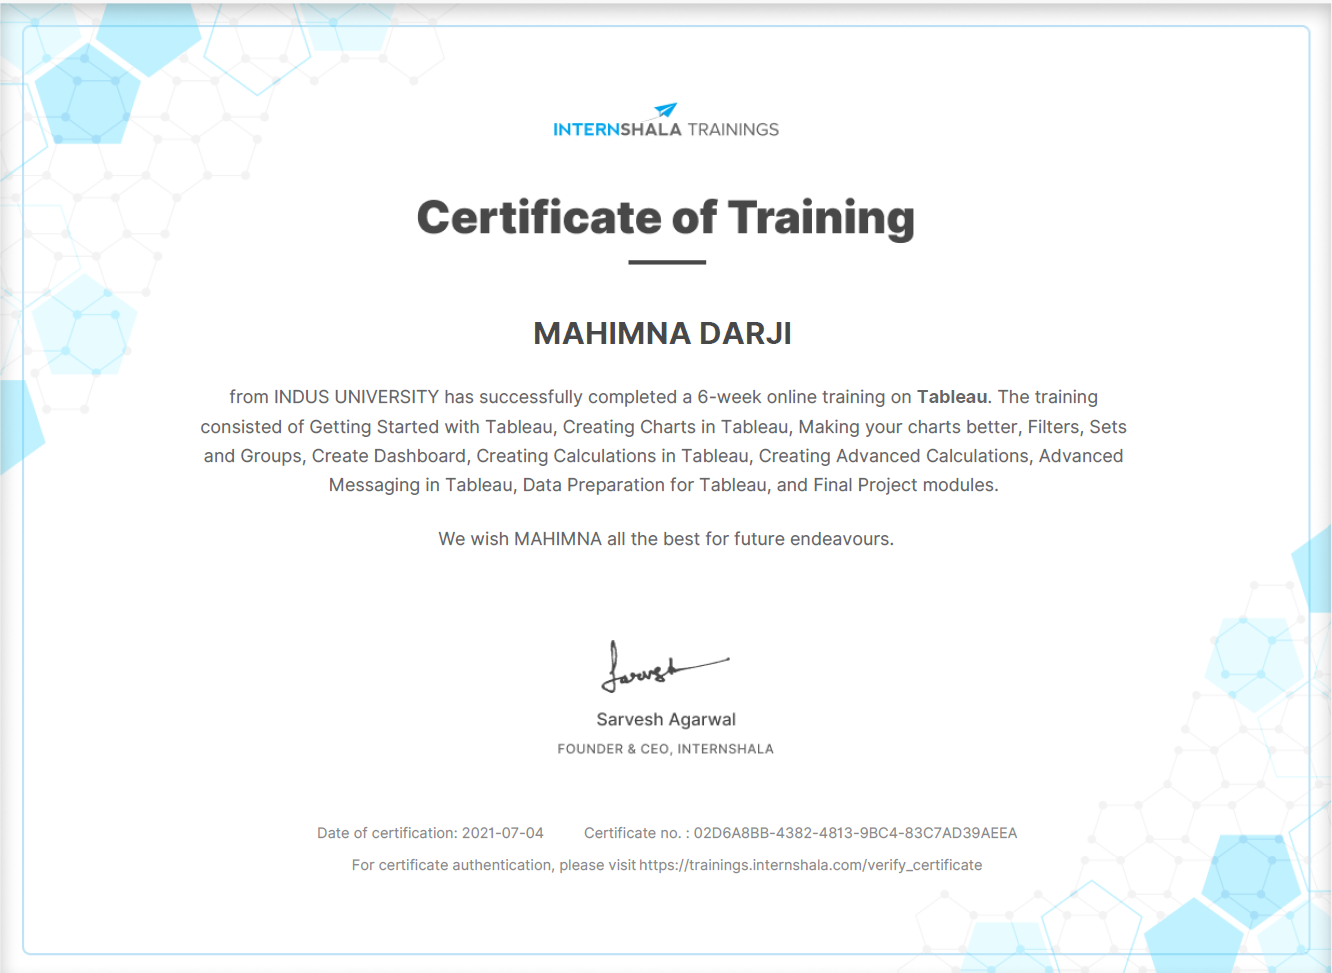 INTERNSHALA TRAININGS
Certificate of Training
MAHIMNA DARJI
from INDUS UNIVERSITY has successfully completed a 6-week online training on Tableau. The training
consisted of Getting Started with Tableau, Creating Charts in Tableau, Making your charts better, Filters, Sets
and Groups, Create Dashboard, Creating Calculations in Tableau, Creating Advanced Calculations, Advanced
Messaging in Tableau, Data Preparation for Tableau, and Final Project modules.
We wish MAHIMNA all the best for future endeavours.
Sarvesh
Sarvesh Agarwal
FOUNDER & CEO, INTERNSHALA
Date of certification: 2021-07-04 Certificate no. : 02D6A8BB-4382-4813-9BC4-83C7AD39AEEA
For certificate authentication, please visit https://trainings.internshala.com/verify_certificate